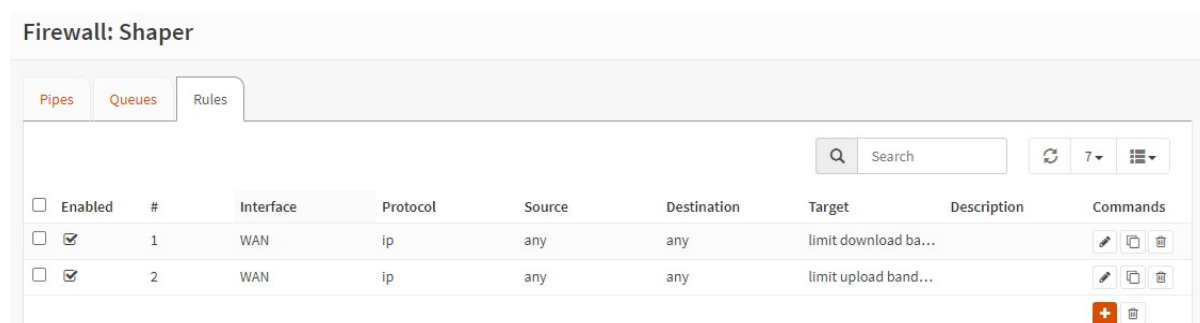 Firewall: Shaper
Pipes Queues Rules
Search 7
Enabled # Interface Protocol Source Destination Target Description Commands
1 WAN ip any any limit download ba...
2 WAN ip any any limit upload band...